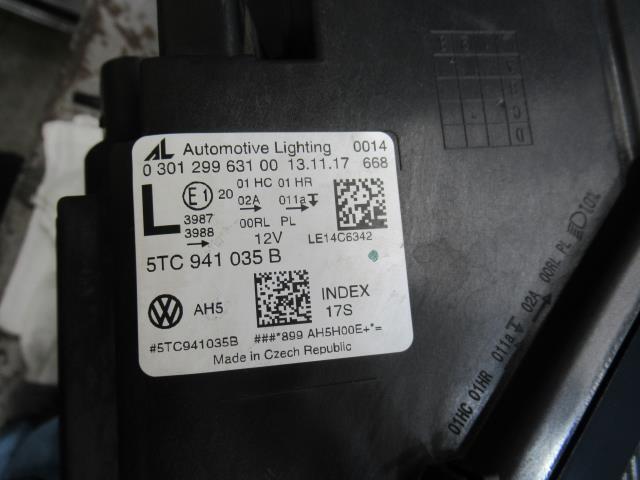 AL Automotive Lighting 0014
0 301 299 631 00 13.11.17 668
L E1 20 01 HC 01 HR
02A 011a
3987 00RL PL
3988 12V LE14C6342
5TC 941 035 B
VW AH5 INDEX
17S
#5TC941035B ###*899 AH5H00E+*=
Made in Czech Republic
01HC 01HR 011a 02A 00RL PL 10%